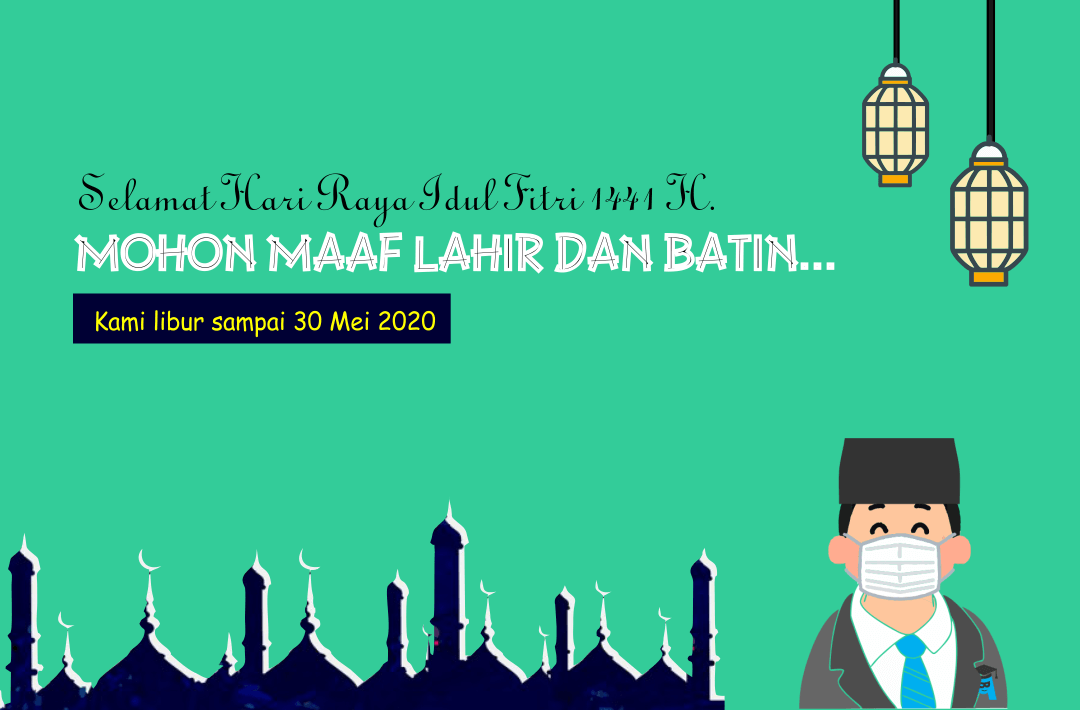 Selamat Hari Raya Idul Fitri 1441 H.
MOHON MAAF LAHIR DAN BATIN...
Kami libur sampai 30 Mei 2020